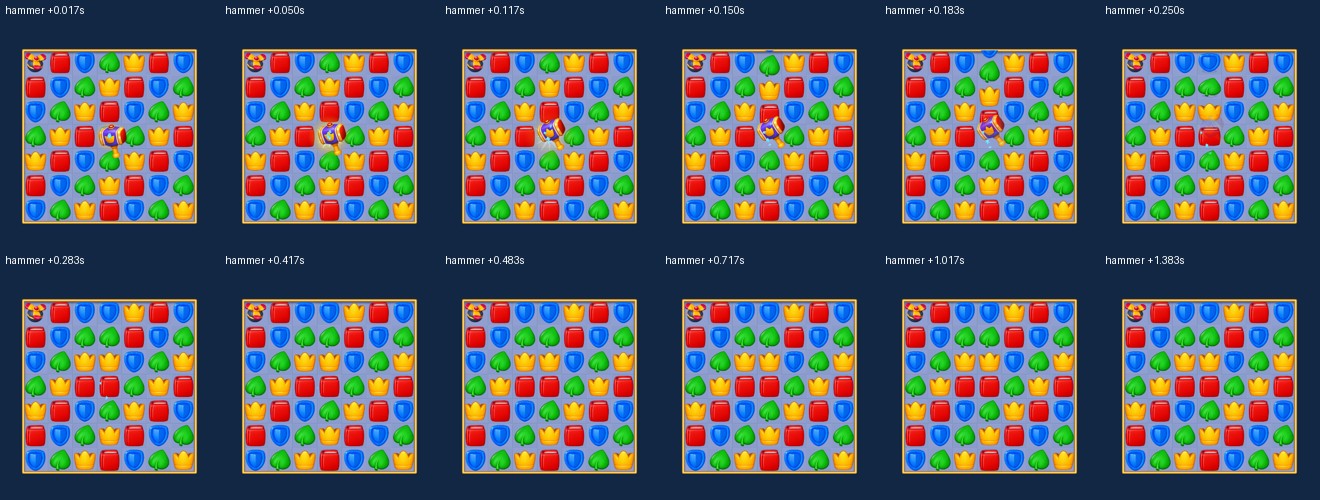 hammer +0.017s
hammer +0.050s
hammer +0.117s
hammer +0.150s
hammer +0.183s
hammer +0.250s
hammer +0.283s
hammer +0.417s
hammer +0.483s
hammer +0.717s
hammer +1.017s
hammer +1.383s